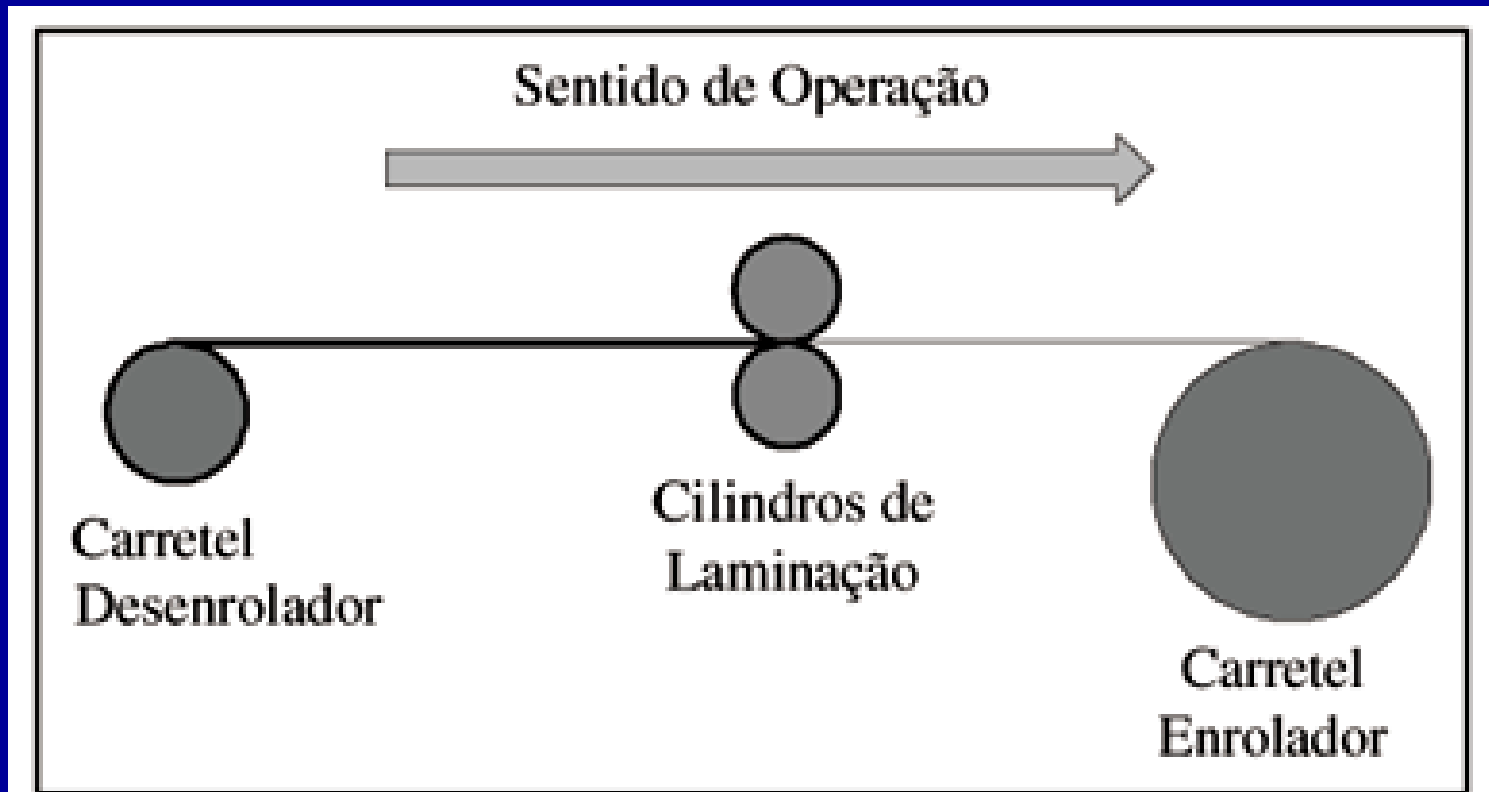 Sentido de Operação
Cilindros de
Laminação
Carretel
Desenrolador
Carretel
Enrolador